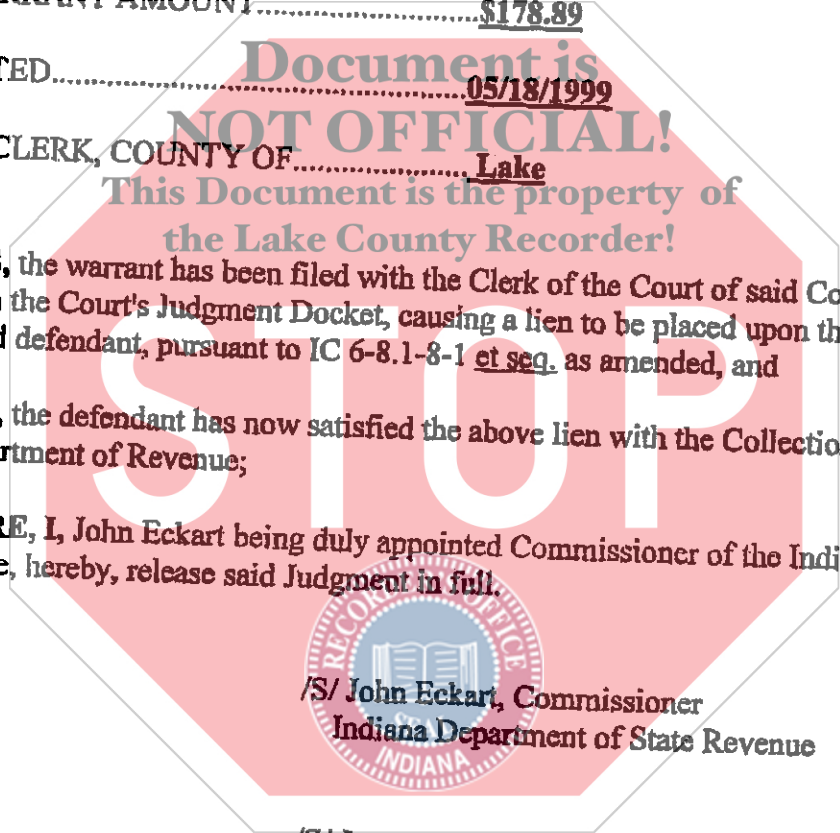 AMOUNT....................................$178.89
TED....................................................................05/18/1999
CLERK, COUNTY OF............................ Lake
Document is
NOT OFFICIAL!
This Document is the property of
the Lake County Recorder!
, the warrant has been filed with the Clerk of the Court of said Co
the Court's Judgment Docket, causing a lien to be placed upon th
defendant, pursuant to IC 6-8.1-8-1 et seq. as amended, and
STOP
, the defendant has now satisfied the above lien with the Collectio
rtment of Revenue;
RE, I, John Eckart being duly appointed Commissioner of the Indi
e, hereby, release said Judgment in full.
RECORDER'S OFFICE
SEAL
INDIANA
/S/ John Eckart, Commissioner
Indiana Department of State Revenue